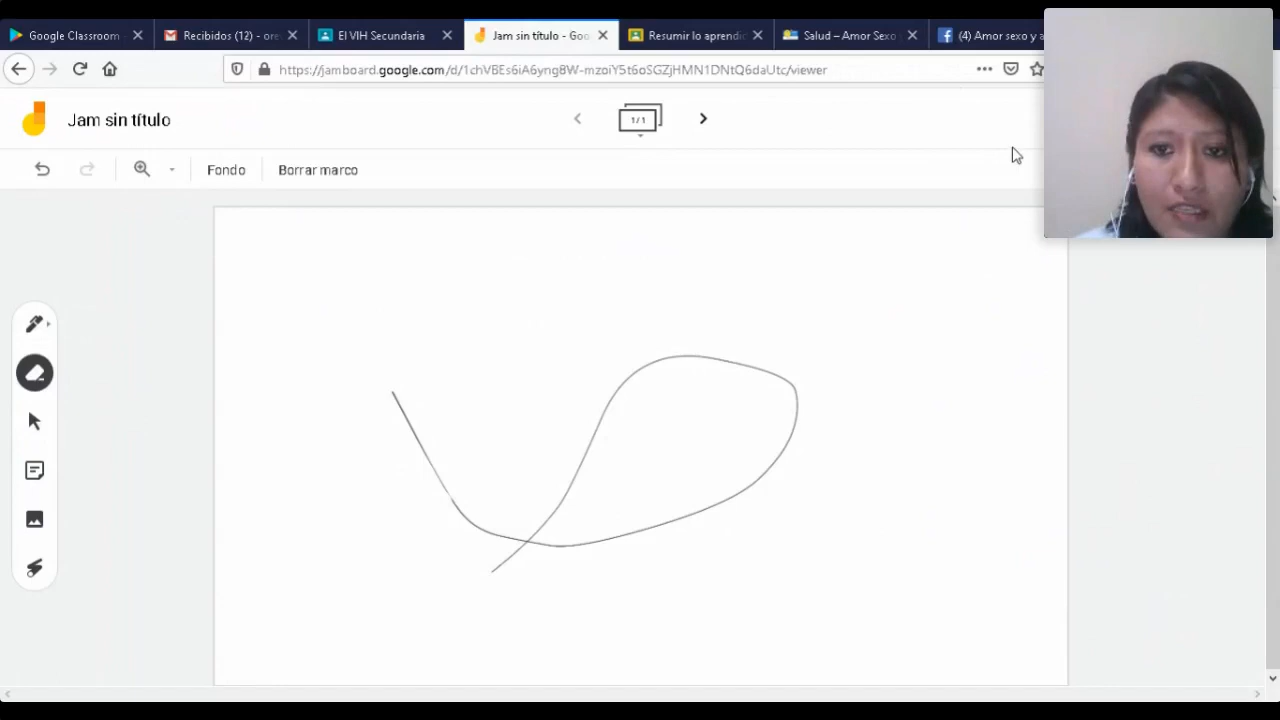 Google Classroom
Recibidos (12) - ore
El VIH Secundaria
Jam sin título - Goo
Resumir lo aprendi
Salud – Amor Sexo y
(4) Amor sexo y a
https://jamboard.google.com/d/1chVBEs6iA6yng8W-mzoiY5t6oSGZjHMN1DNtQ6daUtc/viewer
Jam sin título
1/1
Fondo
Borrar marco